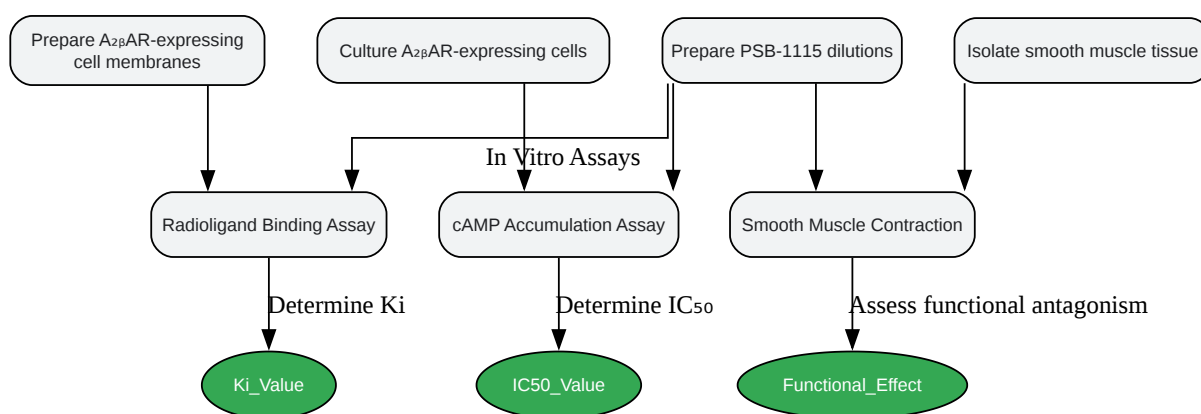 Prepare A₂ᵦAR-expressing
cell membranes
Culture A₂ᵦAR-expressing cells
Prepare PSB-1115 dilutions
Isolate smooth muscle tissue
In Vitro Assays
Radioligand Binding Assay
cAMP Accumulation Assay
Smooth Muscle Contraction
Determine Ki
Determine IC₅₀
Assess functional antagonism
Ki_Value
IC50_Value
Functional_Effect